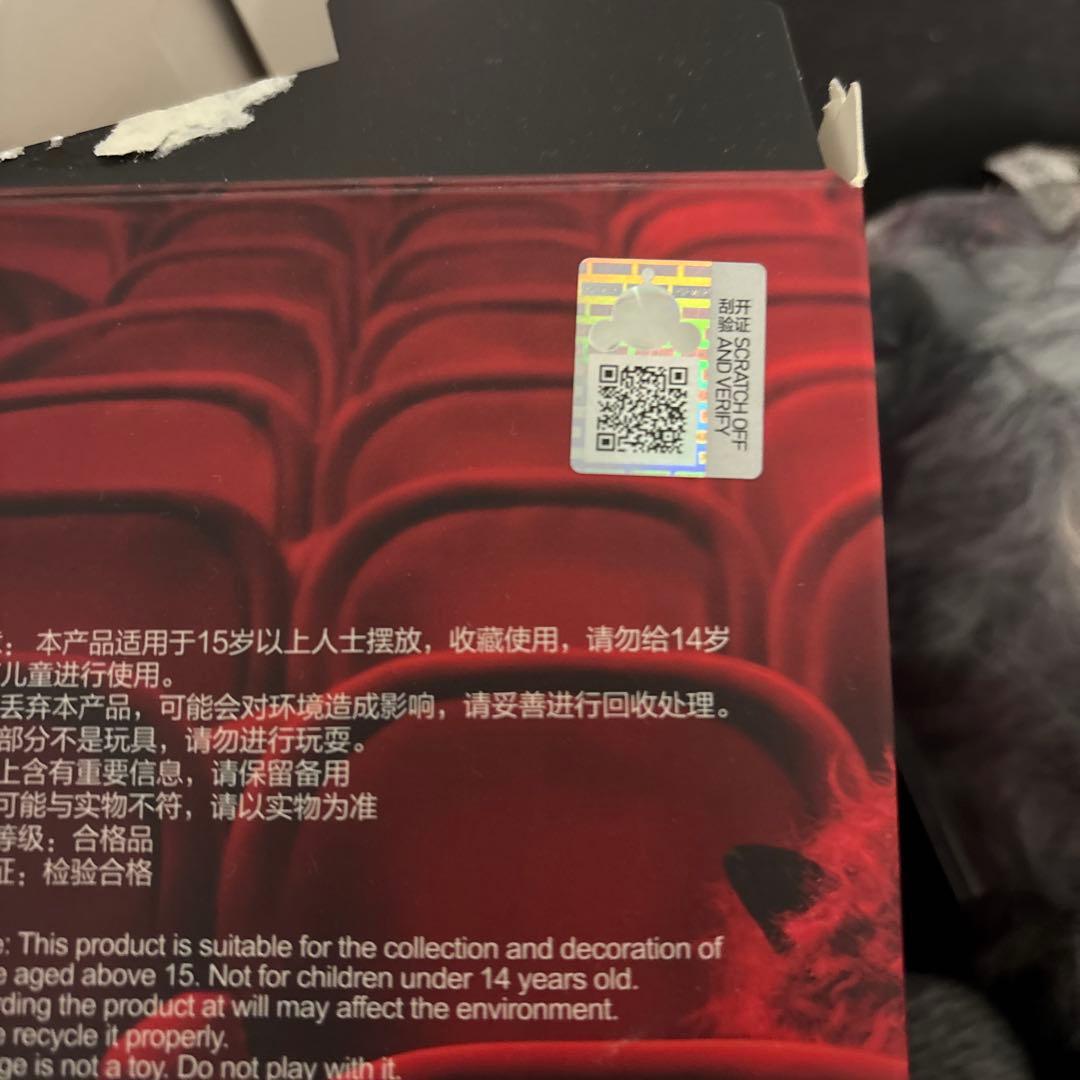 刮开
验证 SCRATCH OFF
AND VERIFY
：本产品适用于15岁以上人士摆放，收藏使用，请勿给14岁
儿童进行使用。
丢弃本产品，可能会对环境造成影响，请妥善进行回收处理。
部分不是玩具，请勿进行玩耍。
上含有重要信息，请保留备用
可能与实物不符，请以实物为准
等级：合格品
证：检验合格
e: This product is suitable for the collection and decoration of
e aged above 15. Not for children under 14 years old.
rding the product at will may affect the environment.
e recycle it properly.
ge is not a toy. Do not play with it.